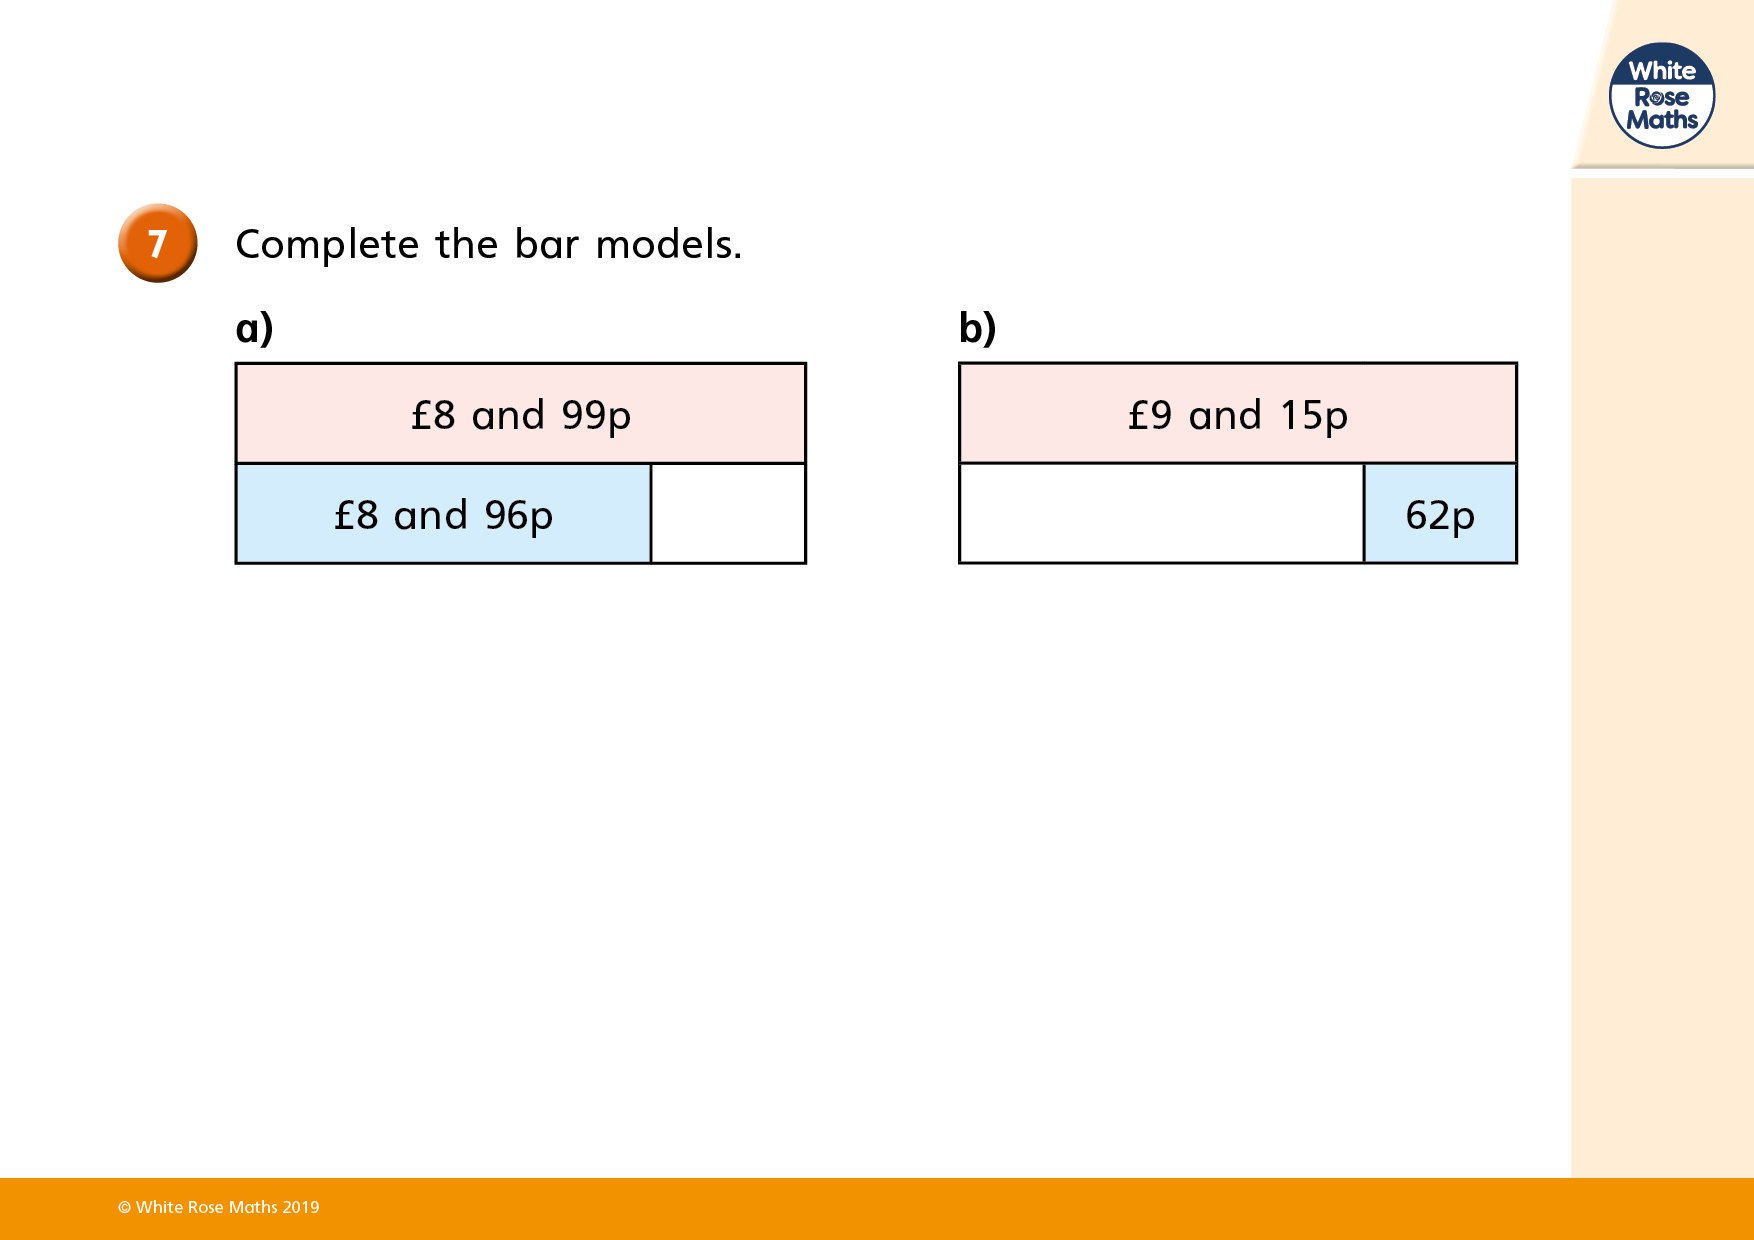 White
Rose
Maths
7 Complete the bar models.
a) b)
£8 and 99p £9 and 15p
£8 and 96p 62p
© White Rose Maths 2019